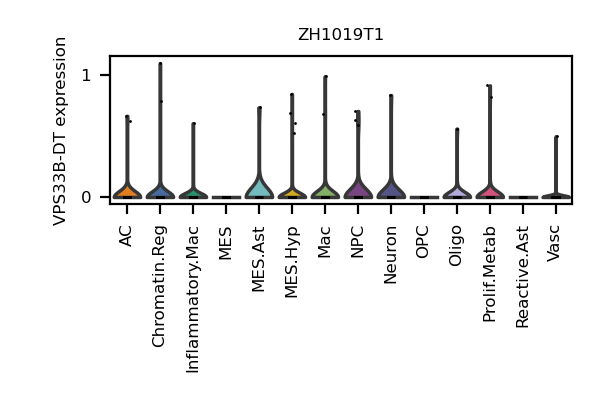 ZH1019T1
VPS33B-DT expression
1
0
AC
Chromatin.Reg
Inflammatory.Mac
MES
MES.Ast
MES.Hyp
Mac
NPC
Neuron
OPC
Oligo
Prolif.Metab
Reactive.Ast
Vasc